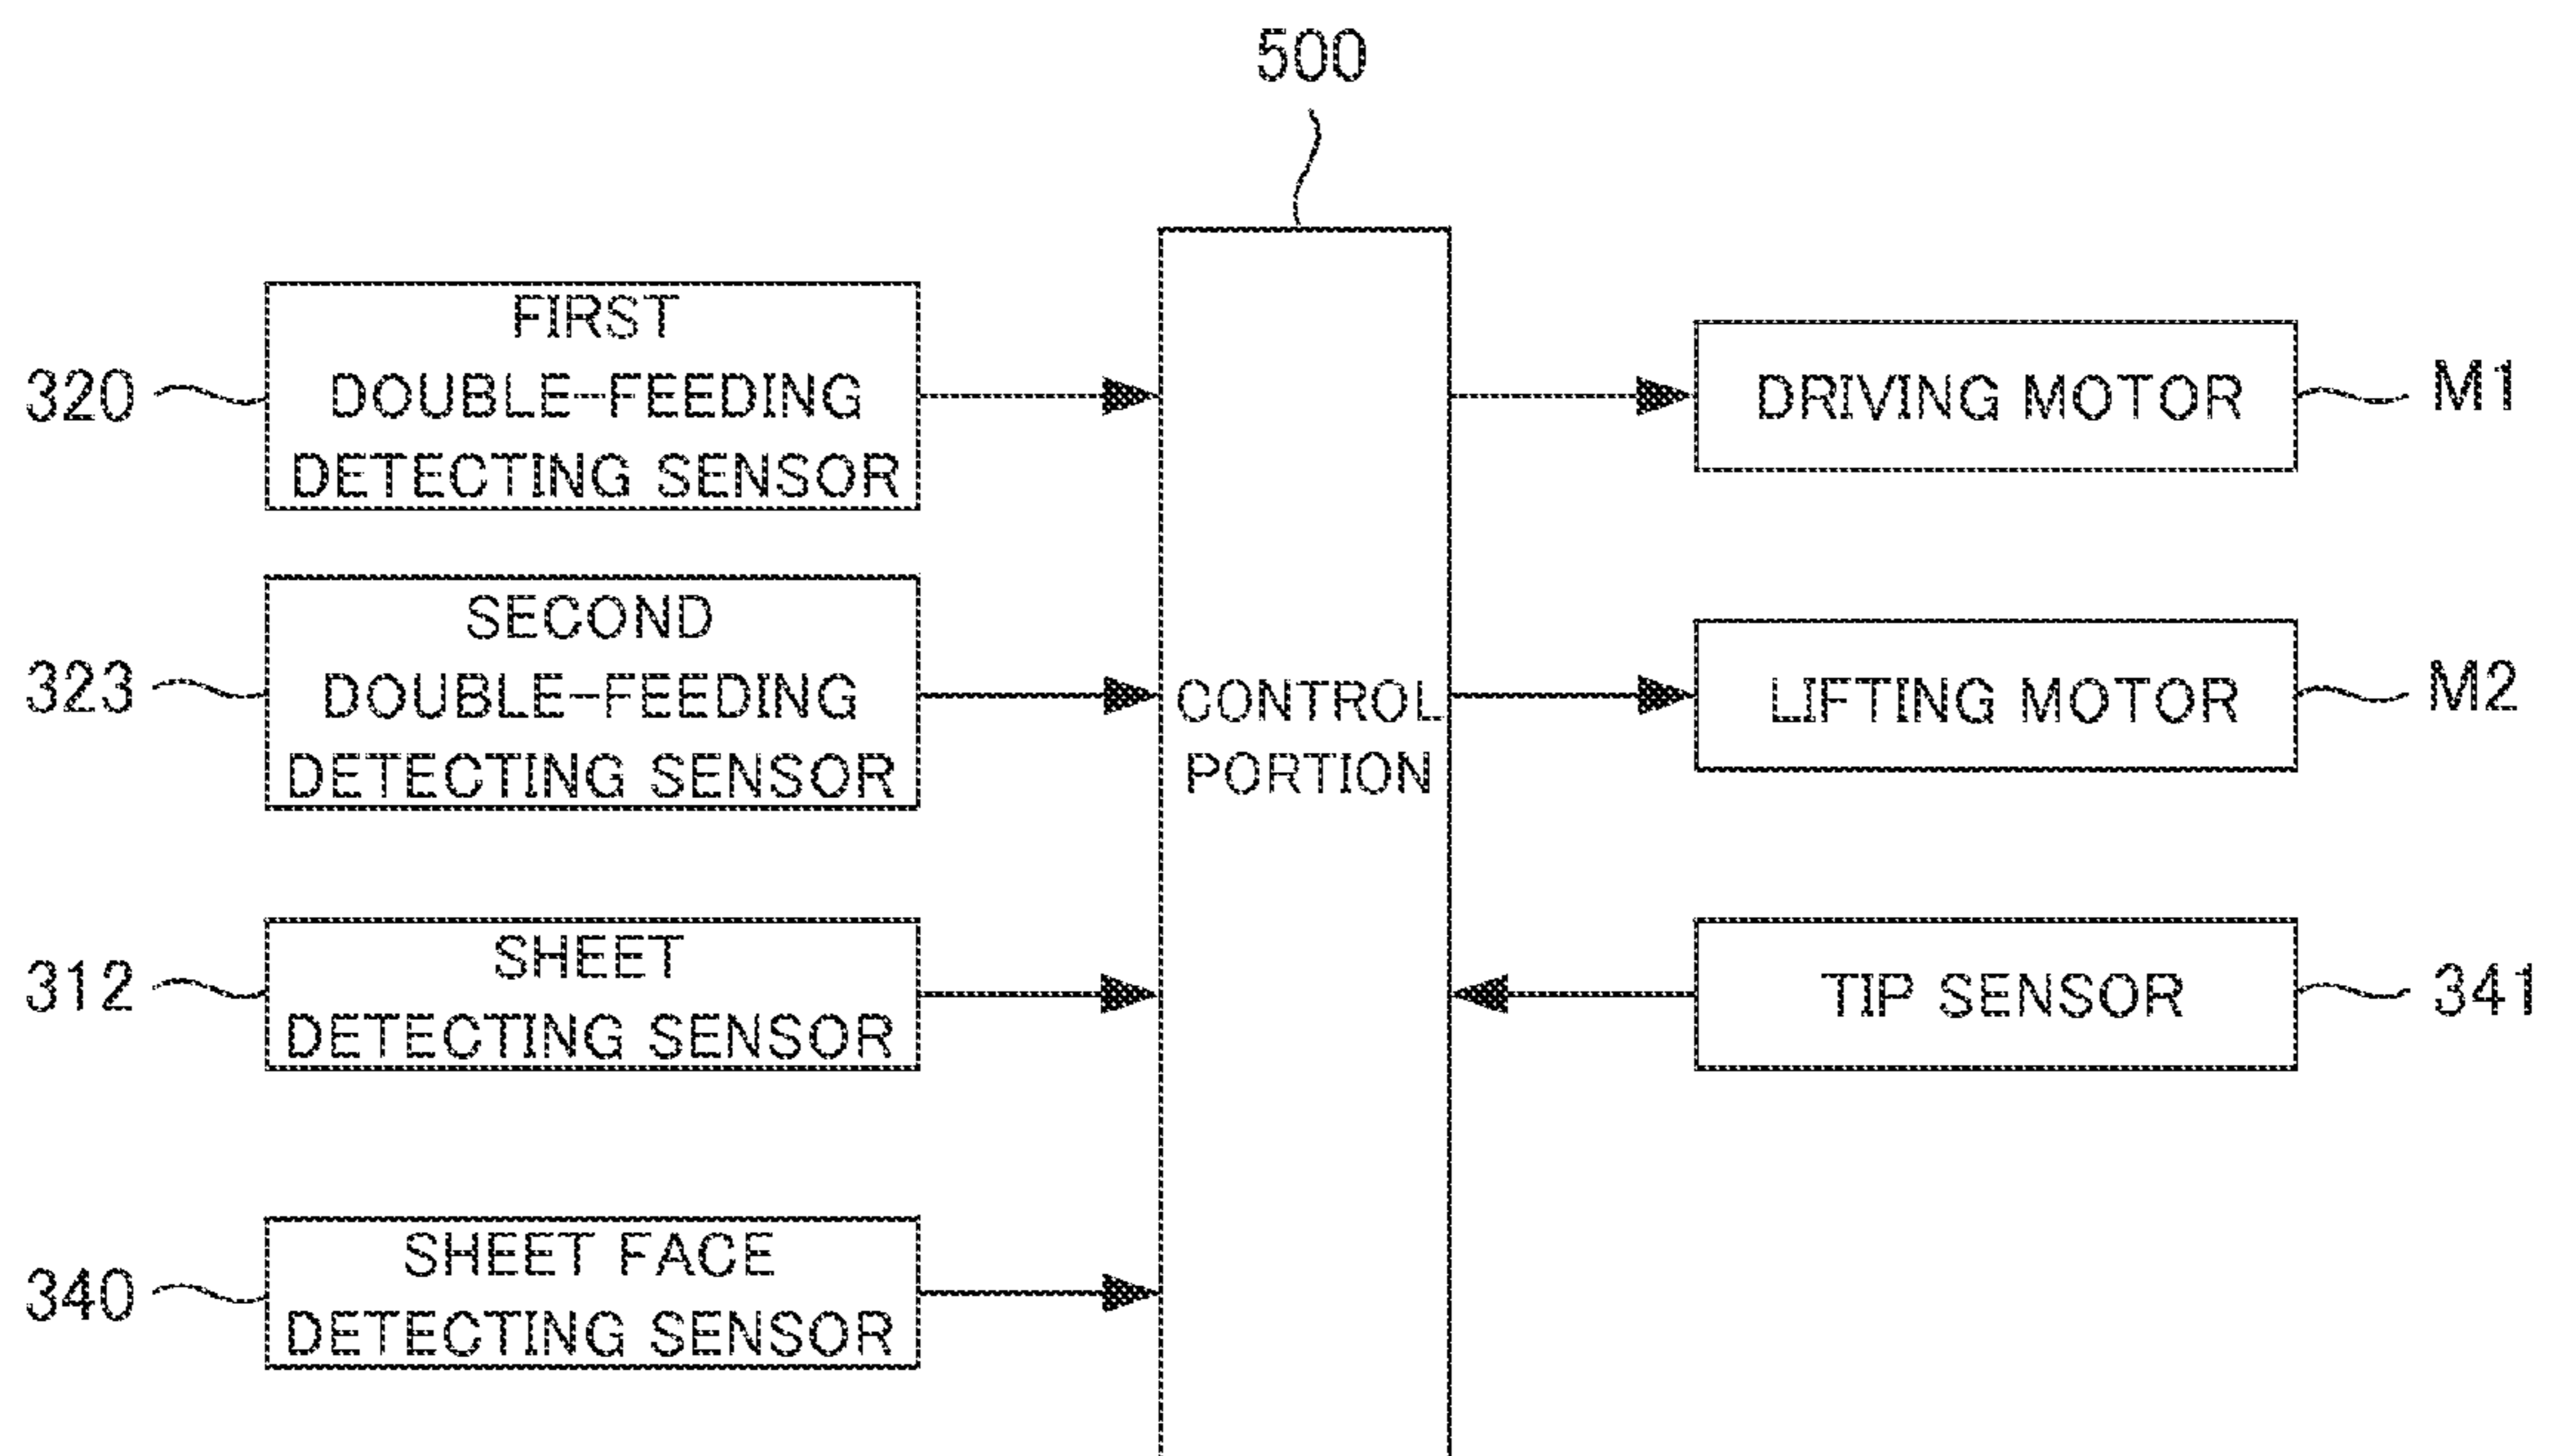 500
320
FIRST
DOUBLE-FEEDING
DETECTING SENSOR
323
SECOND
DOUBLE-FEEDING
DETECTING SENSOR
312
SHEET
DETECTING SENSOR
340
SHEET FACE
DETECTING SENSOR
CONTROL
PORTION
DRIVING MOTOR
M1
LIFTING MOTOR
M2
TIP SENSOR
341